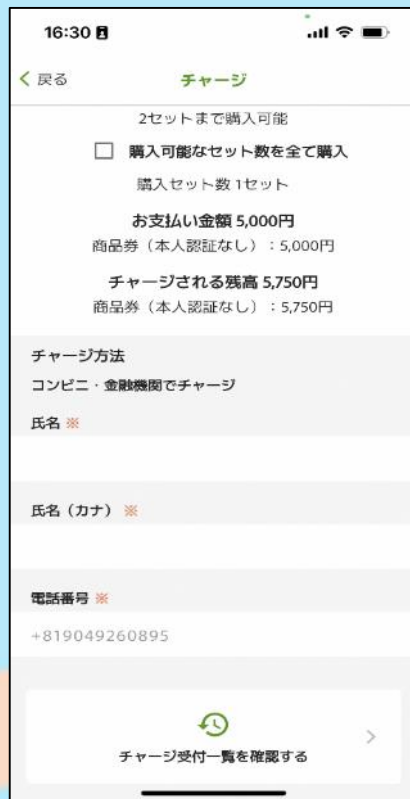 16:30
戻る
チャージ
2セットまで購入可能
購入可能なセット数を全て購入
購入セット数 1セット
お支払い金額 5,000円
商品券（本人認証なし）：5,000円
チャージされる残高 5,750円
商品券（本人認証なし）：5,750円
チャージ方法
コンビニ・金融機関でチャージ
氏名 ※
氏名（カナ） ※
電話番号 ※
+819049260895
チャージ受付一覧を確認する